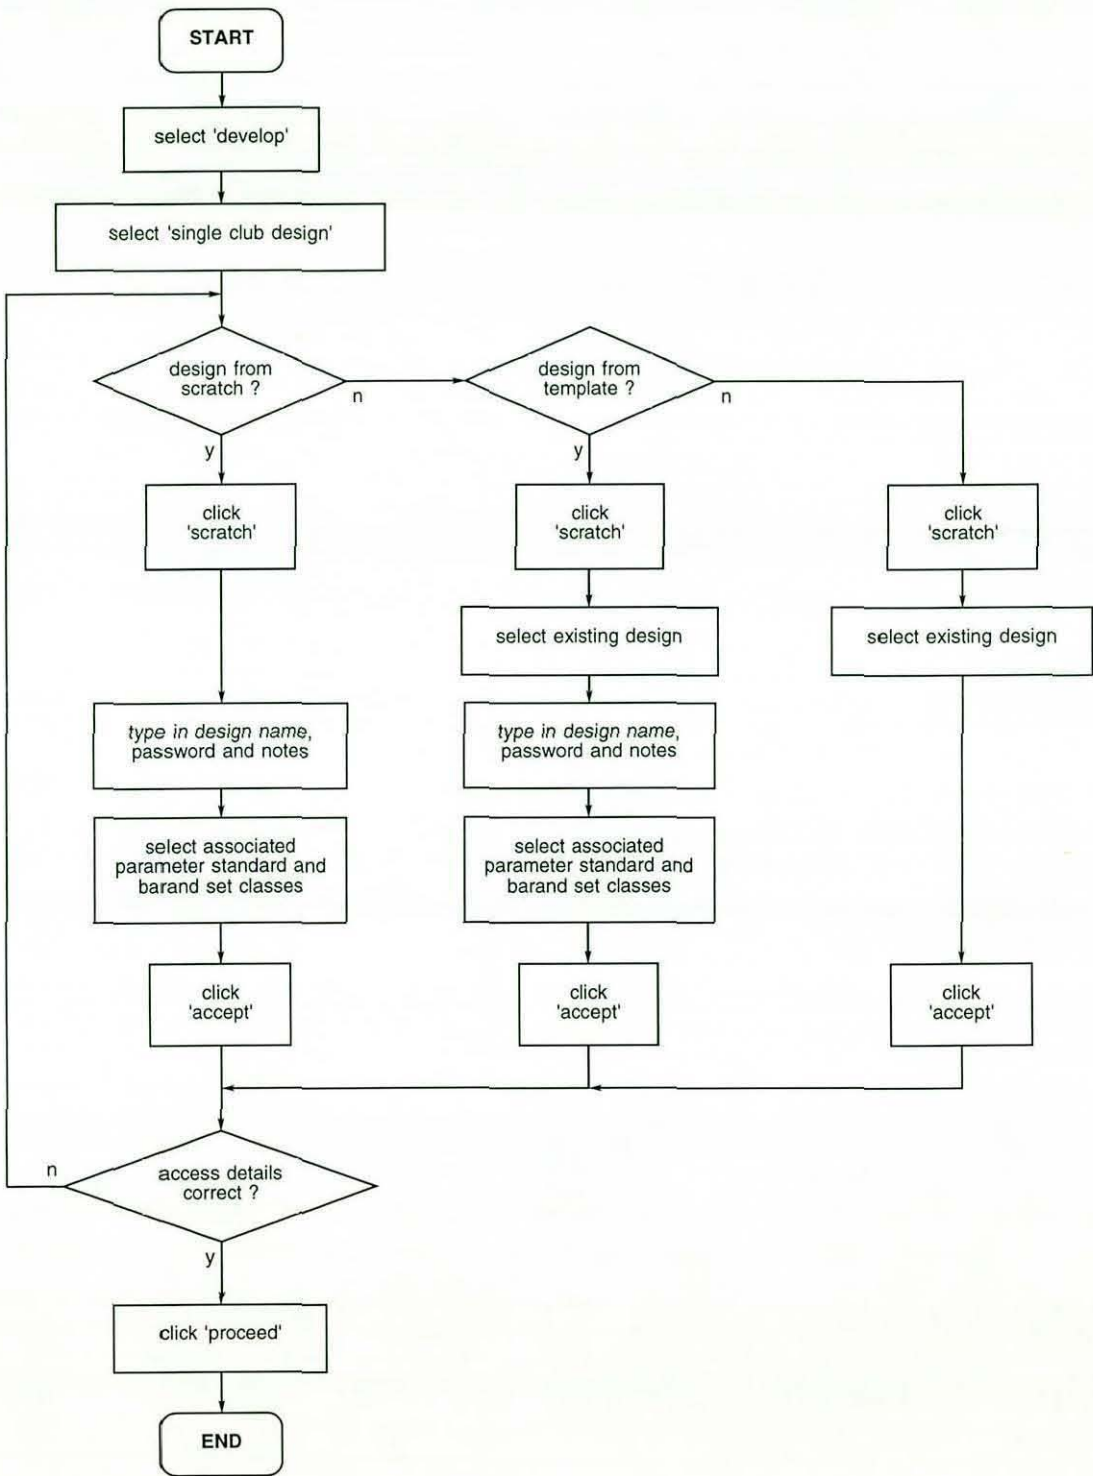 START
select 'develop'
select 'single club design'
design from
scratch ?
n
y
design from
template ?
n
y
click
'scratch'
click
'scratch'
click
'scratch'
select existing design
select existing design
type in design name,
password and notes
type in design name,
password and notes
select associated
parameter standard and
barand set classes
select associated
parameter standard and
barand set classes
click
'accept'
click
'accept'
click
'accept'
n
access details
correct ?
y
click 'proceed'
END